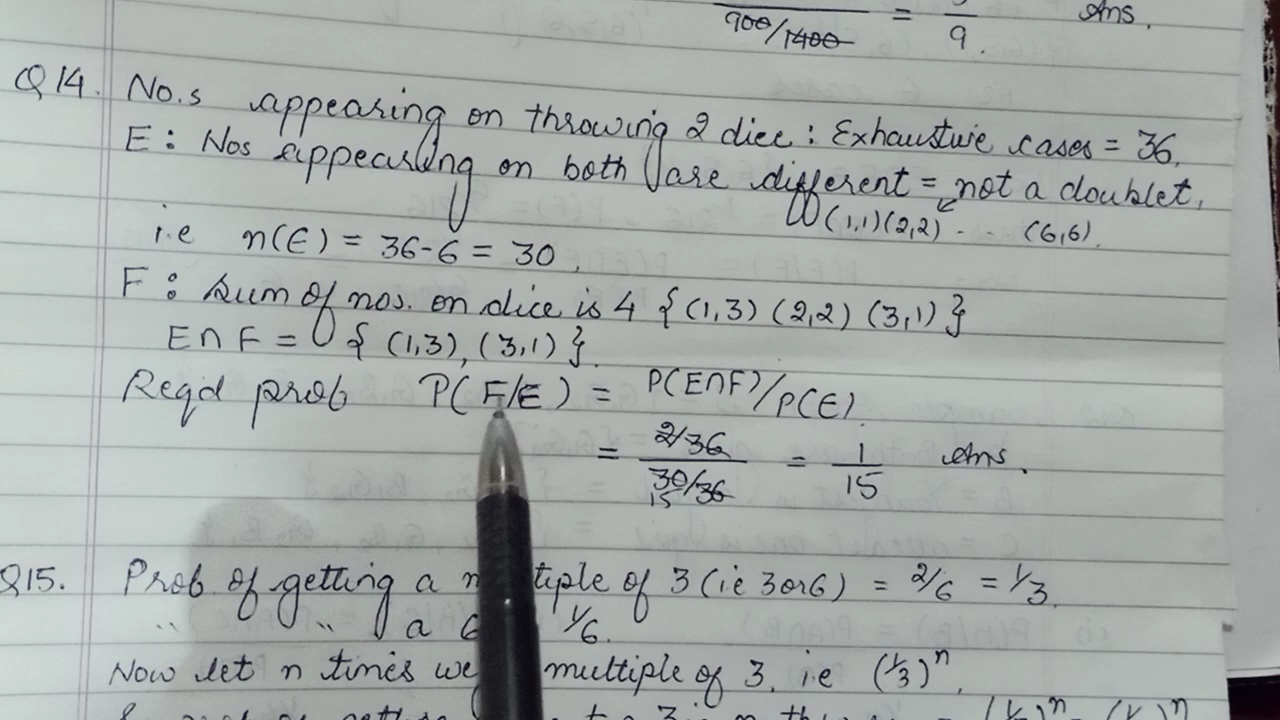 900/1400 = /9. Ans.
Q14. No.s appearing on throwing 2 dice : Exhaustive cases = 36.
E : Nos appearing on both are different = not a doublet,
(1,1)(2,2) - .. (6,6).
i.e n(E) = 36-6 = 30.
F : Sum of nos. on dice is 4 {(1,3) (2,2) (3,1)}
E∩F = {(1,3), (3,1)}.
Reqd prob P(F/E) = P(E∩F)/P(E).
= 2/36 / 30/36 = 1/15 Ans.
15
Q15. Prob of getting a tiple of 3 (ie 3 or 6) = 2/6 = 1/3.
" " a 1/6.
Now let n times we multiple of 3. i.e (1/3)^n.